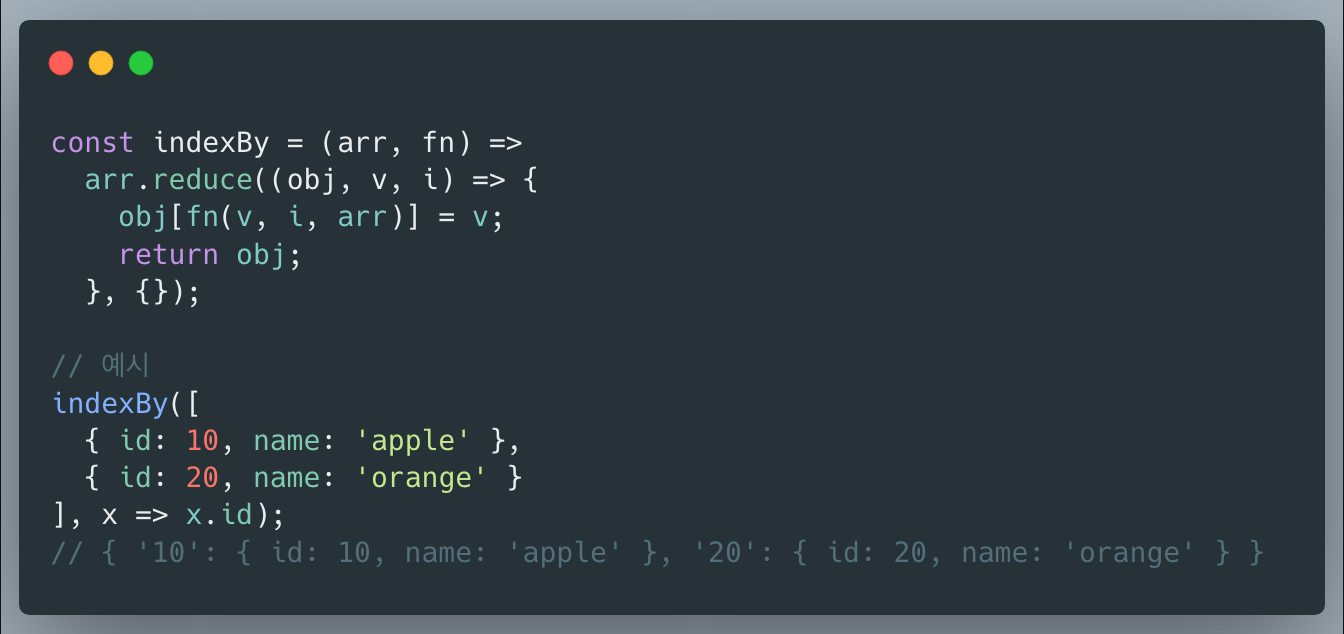 const indexBy = (arr, fn) =>
  arr.reduce((obj, v, i) => {
    obj[fn(v, i, arr)] = v;
    return obj;
  }, {});
// 예시
indexBy([
  { id: 10, name: 'apple' },
  { id: 20, name: 'orange' }
], x => x.id);
// { '10': { id: 10, name: 'apple' }, '20': { id: 20, name: 'orange' } }